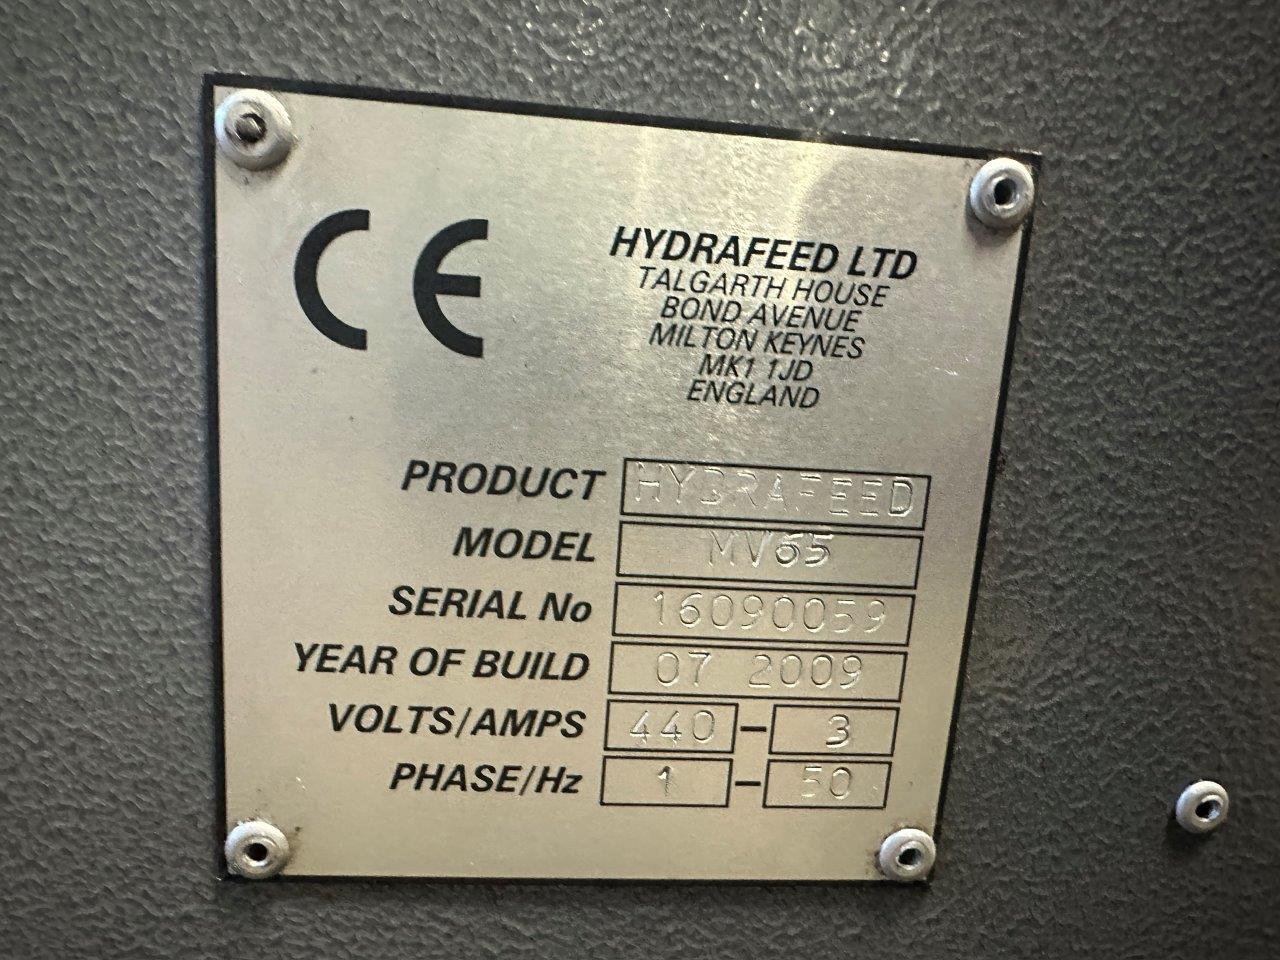 CE
HYDRAFEED LTD
TALGARTH HOUSE
BOND AVENUE
MILTON KEYNES
MK1 1JD
ENGLAND
PRODUCT HYDRAFEED
MODEL MV65
SERIAL No 16090059
YEAR OF BUILD 07 2009
VOLTS/AMPS 440 - 3
PHASE/Hz 1 - 50